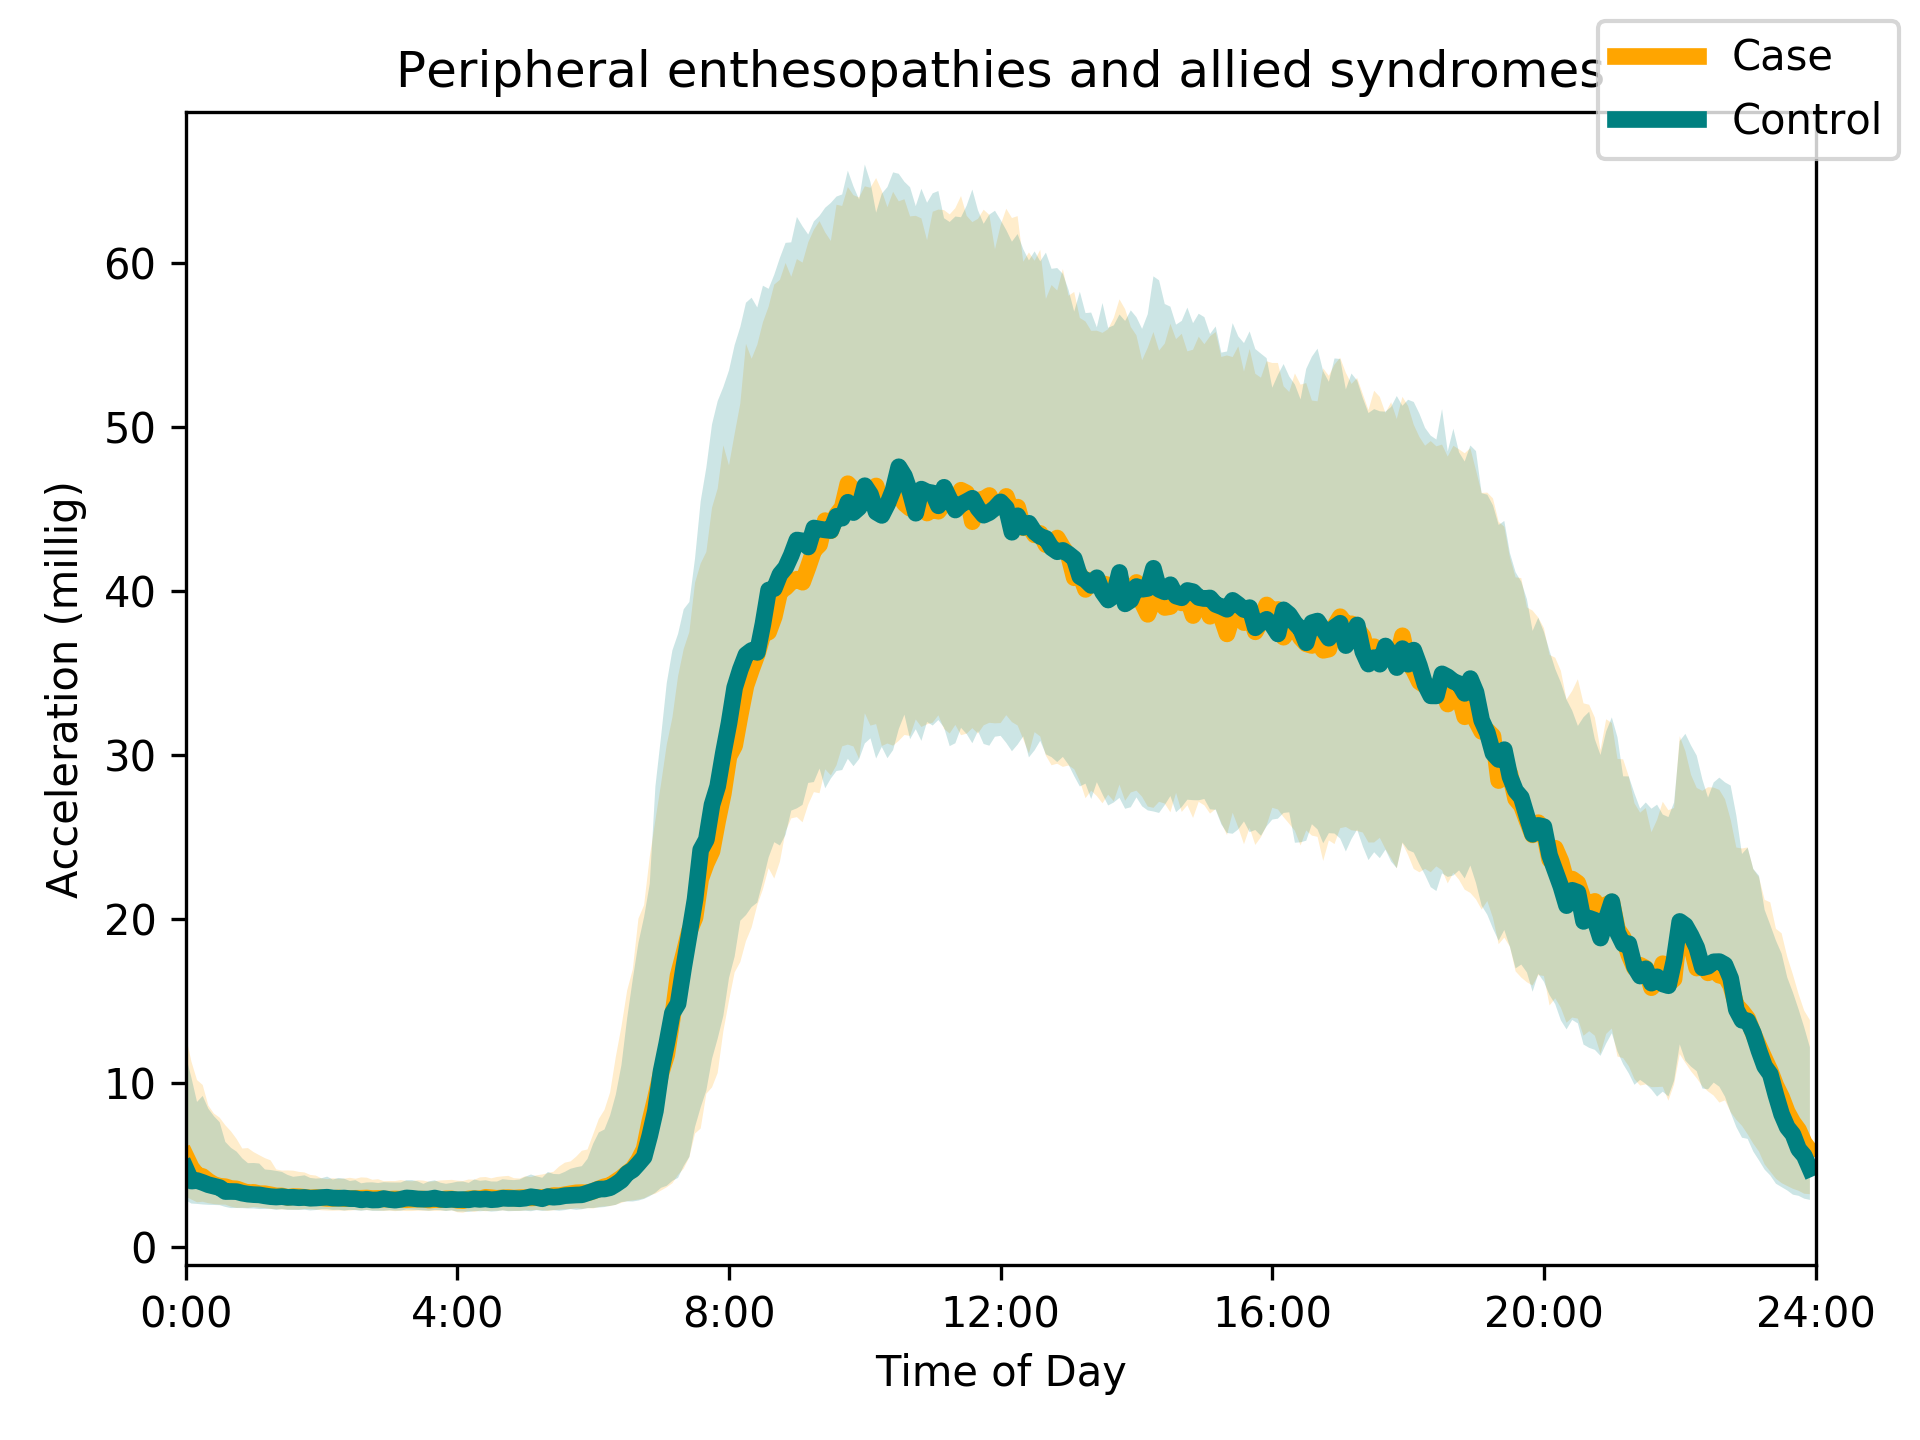 Peripheral enthesopathies and allied syndromes
Case
Control
Acceleration (millig)
60
50
40
30
20
10
0
0:00 4:00 8:00 12:00 16:00 20:00 24:00
Time of Day